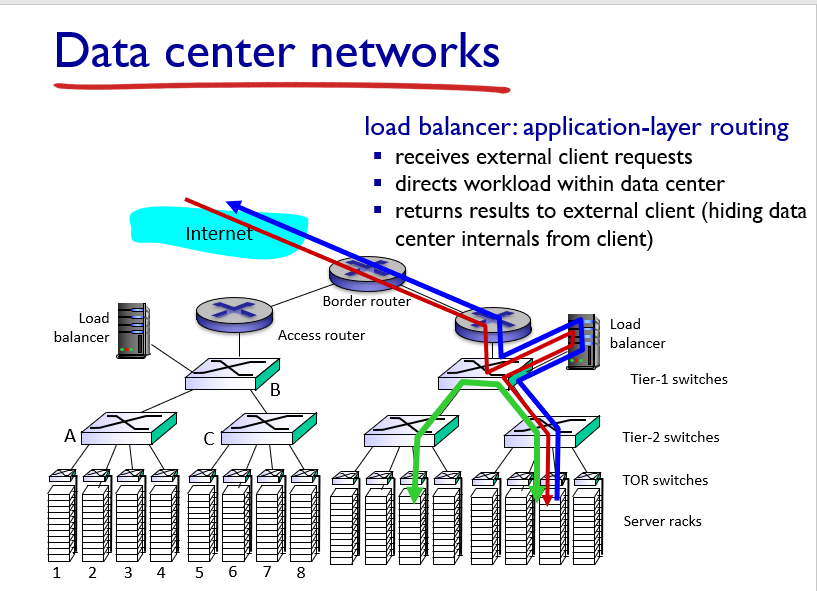 Data center networks
load balancer: application-layer routing
▪ receives external client requests
▪ directs workload within data center
▪ returns results to external client (hiding data
center internals from client)
Internet
Border router
Load
balancer
Access router
Load
balancer
Tier-1 switches
B
A
C
Tier-2 switches
TOR switches
Server racks
1 2 3 4 5 6 7 8